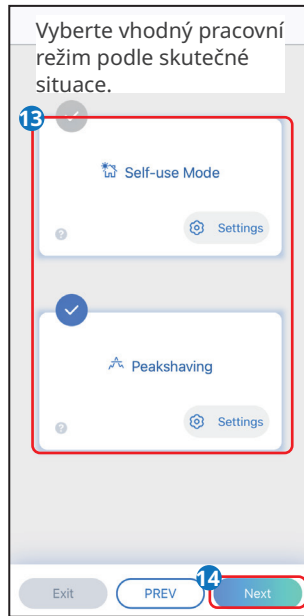 Vyberte vhodný pracovní
režim podle skutečné
situace.
13
Self-use Mode
? Settings
Peakshaving
? Settings
14
Exit PREV Next